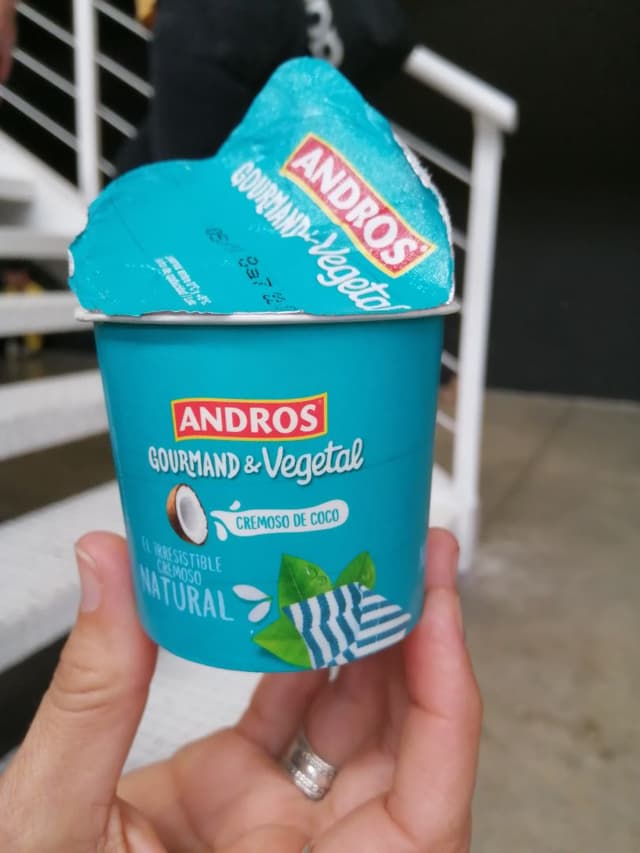 ANDROS
GOURMAND & Vegetal
ANDROS
GOURMAND & Vegetal
CREMOSO DE COCO
EL IRRESISTIBLE
CREMOSO
NATURAL